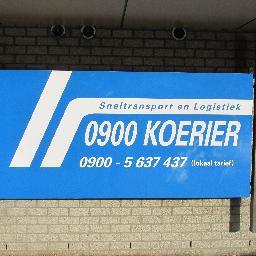 Sneltransport en Logistiek
0900 KOERIER
0900 - 5 637 437 (lokaal tarief)